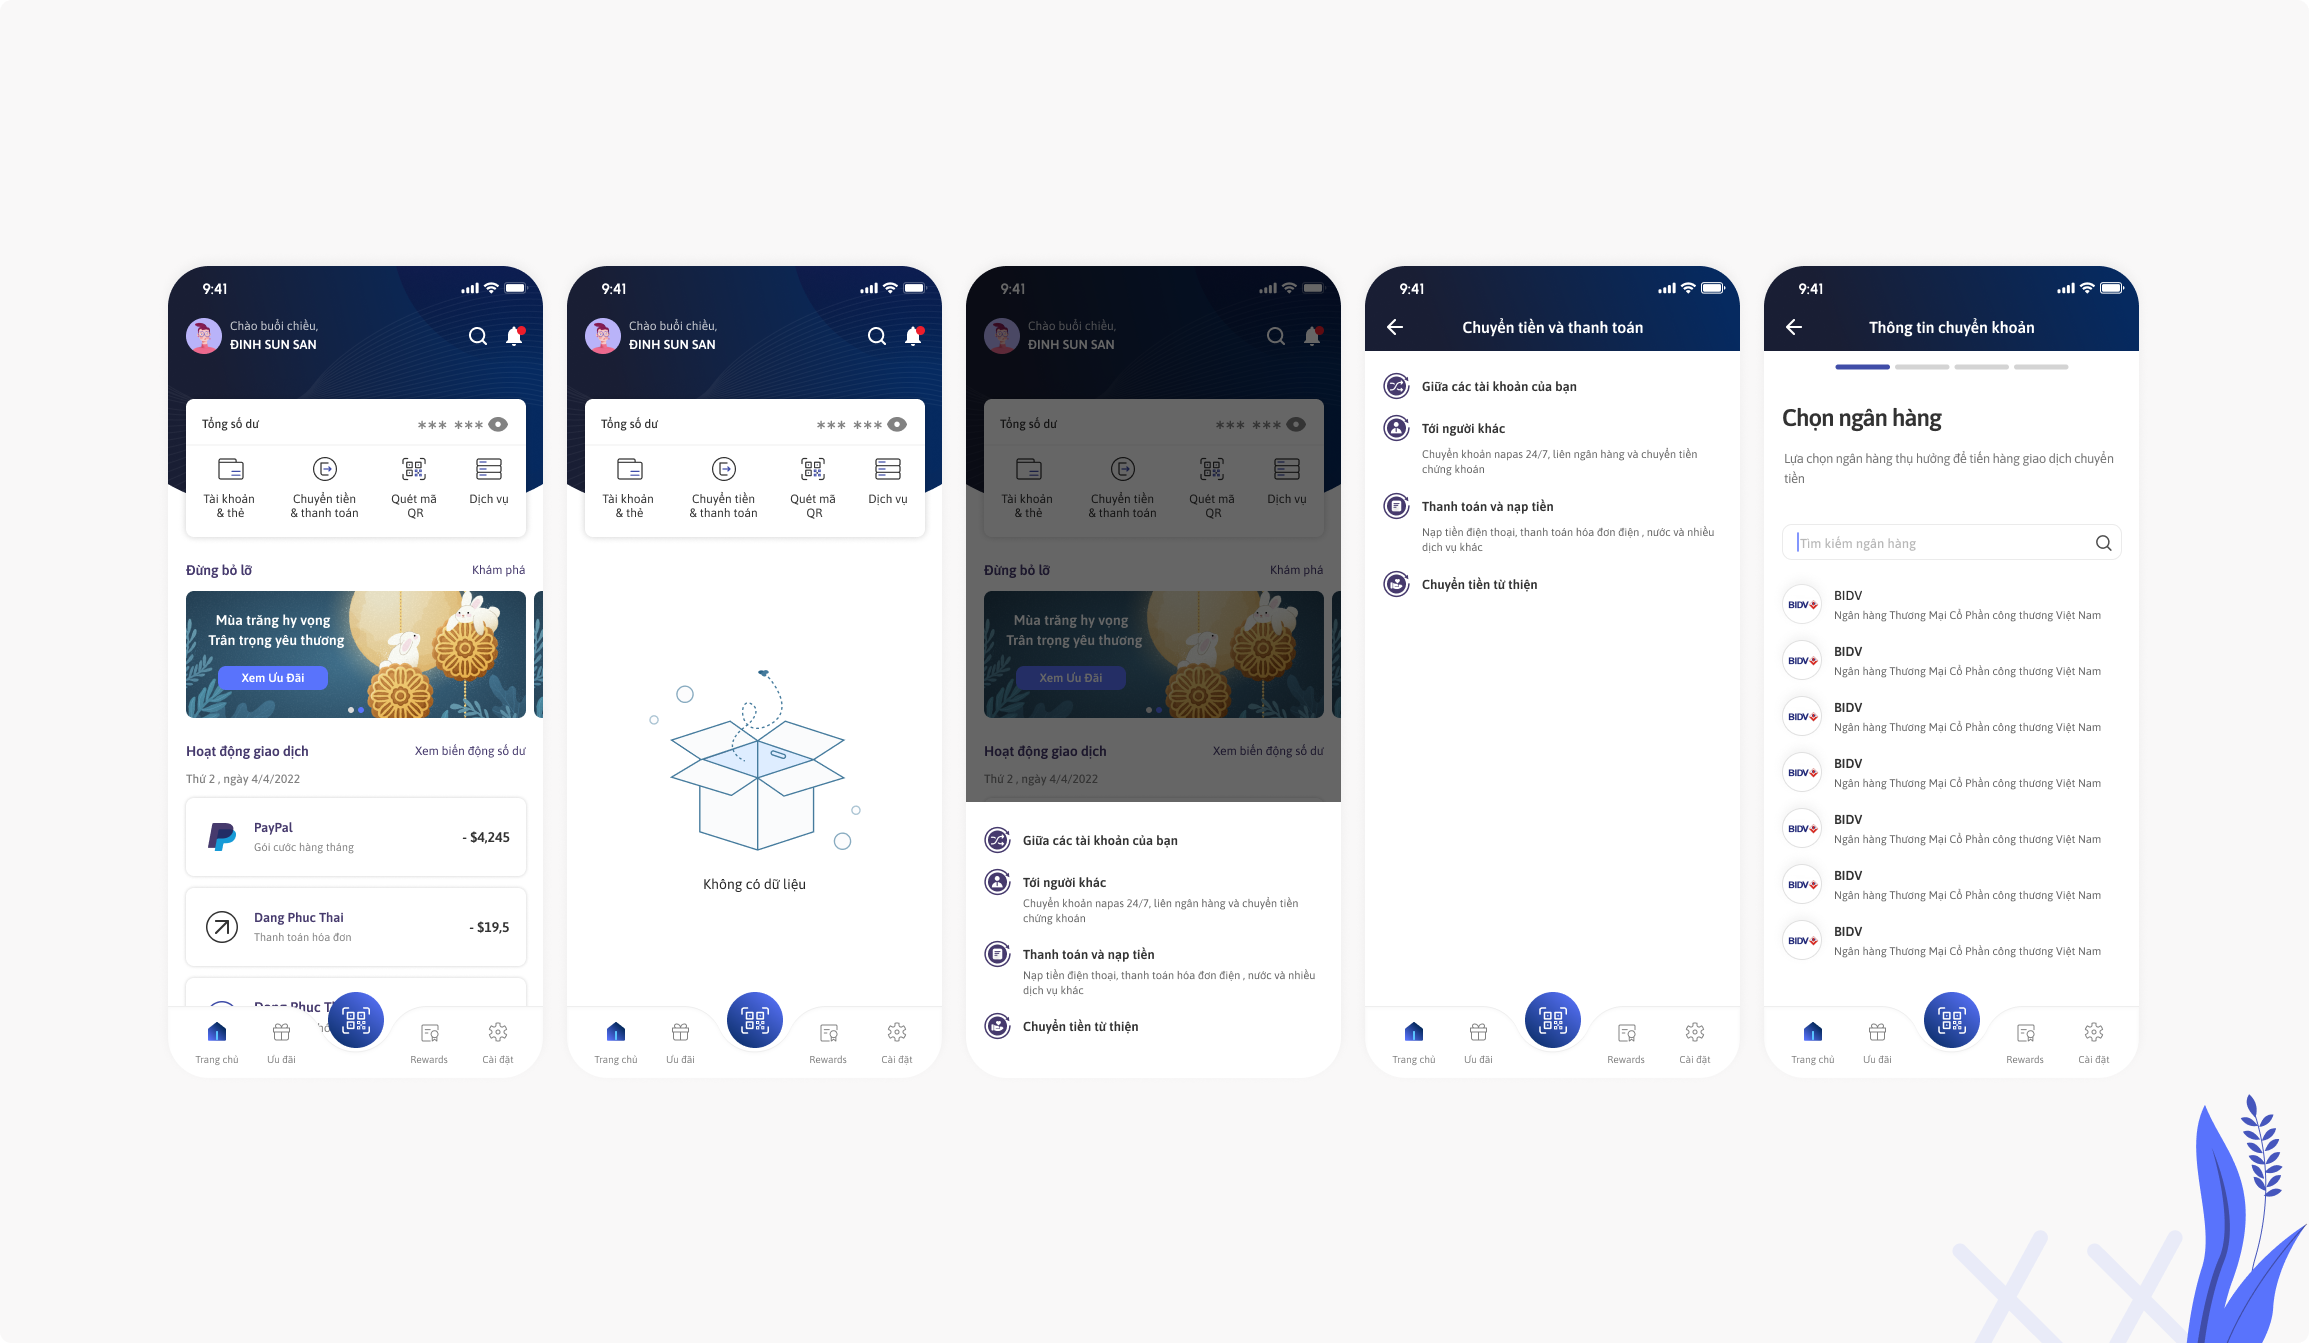 9:41
Chào buổi chiều,
ĐINH SUN SAN
Tổng số dư
*** ***
Tài khoản
& thẻ
Chuyển tiền
& thanh toán
Quét mã
QR
Dịch vụ
Đừng bỏ lỡ
Khám phá
Mùa trăng hy vọng
Trân trọng yêu thương
Xem Ưu Đãi
Hoạt động giao dịch
Xem biến động số dư
Thứ 2 , ngày 4/4/2022
PayPal
Gói cước hàng tháng
- $4,245
Dang Phuc Thai
Thanh toán hóa đơn
- $19,5
Dang Phuc T
Trang chủ
Ưu đãi
Rewards
Cài đặt
9:41
Chào buổi chiều,
ĐINH SUN SAN
Tổng số dư
*** ***
Tài khoản
& thẻ
Chuyển tiền
& thanh toán
Quét mã
QR
Dịch vụ
Không có dữ liệu
Trang chủ
Ưu đãi
Rewards
Cài đặt
9:41
Chào buổi chiều,
ĐINH SUN SAN
Tổng số dư
*** ***
Tài khoản
& thẻ
Chuyển tiền
& thanh toán
Quét mã
QR
Dịch vụ
Đừng bỏ lỡ
Khám phá
Mùa trăng hy vọng
Trân trọng yêu thương
Xem Ưu Đãi
Hoạt động giao dịch
Xem biến động số dư
Thứ 2 , ngày 4/4/2022
Giữa các tài khoản của bạn
Tới người khác
Chuyển khoản napas 24/7, liên ngân hàng và chuyển tiền
chứng khoán
Thanh toán và nạp tiền
Nạp tiền điện thoại, thanh toán hóa đơn điện , nước và nhiều
dịch vụ khác
Chuyển tiền từ thiện
9:41
Chuyển tiền và thanh toán
Giữa các tài khoản của bạn
Tới người khác
Chuyển khoản napas 24/7, liên ngân hàng và chuyển tiền
chứng khoán
Thanh toán và nạp tiền
Nạp tiền điện thoại, thanh toán hóa đơn điện , nước và nhiều
dịch vụ khác
Chuyển tiền từ thiện
Trang chủ
Ưu đãi
Rewards
Cài đặt
9:41
Thông tin chuyển khoản
Chọn ngân hàng
Lựa chọn ngân hàng thụ hưởng để tiến hàng giao dịch chuyển
tiền
Tìm kiếm ngân hàng
BIDV
BIDV
Ngân hàng Thương Mại Cổ Phần công thương Việt Nam
BIDV
BIDV
Ngân hàng Thương Mại Cổ Phần công thương Việt Nam
BIDV
BIDV
Ngân hàng Thương Mại Cổ Phần công thương Việt Nam
BIDV
BIDV
Ngân hàng Thương Mại Cổ Phần công thương Việt Nam
BIDV
BIDV
Ngân hàng Thương Mại Cổ Phần công thương Việt Nam
BIDV
BIDV
Ngân hàng Thương Mại Cổ Phần công thương Việt Nam
BIDV
BIDV
Ngân hàng Thương Mại Cổ Phần công thương Việt Nam
Trang chủ
Ưu đãi
Rewards
Cài đặt